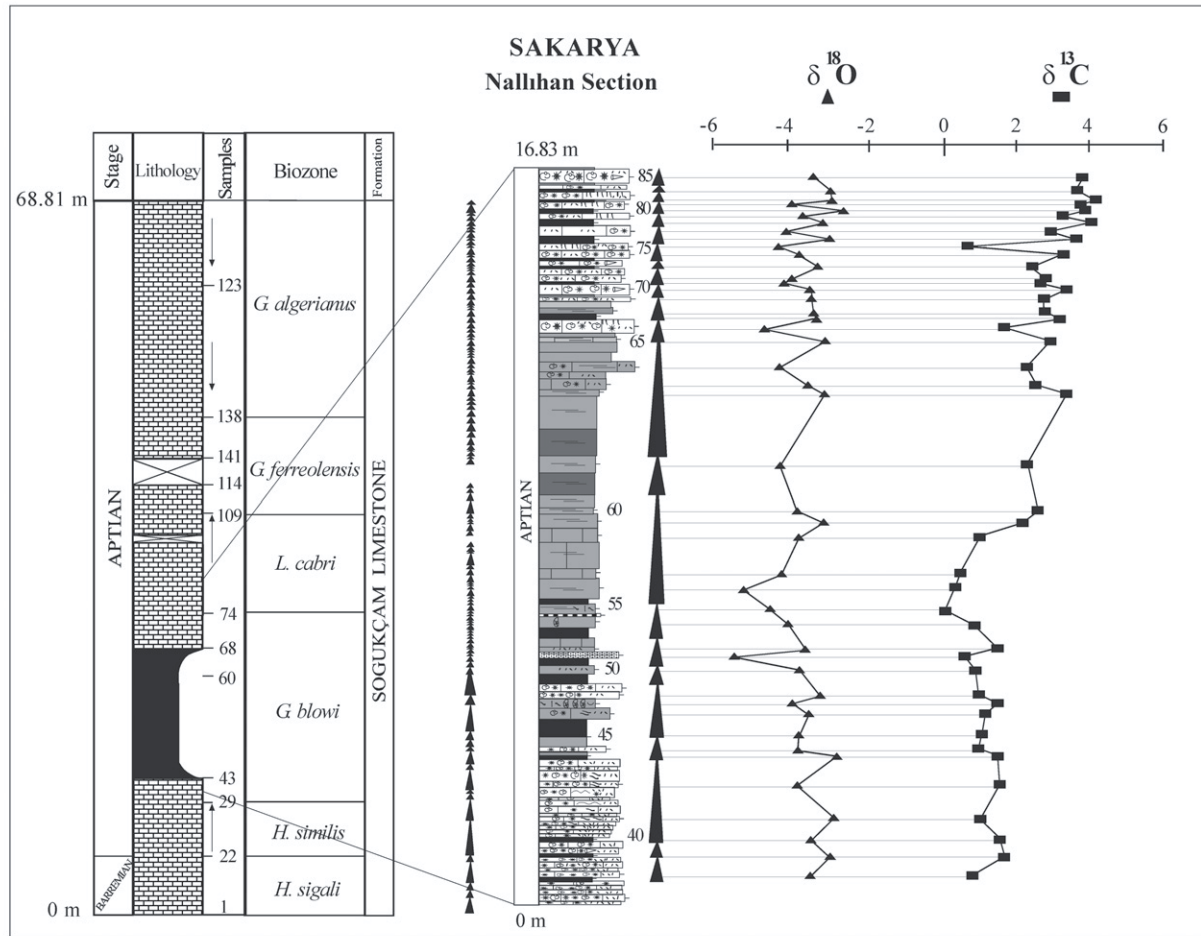 SAKARYA
Nallıhan Section
δ 18O
δ 13C
-6 -4 -2 0 2 4 6
Stage
Lithology
Samples
Biozone
Formation
68.81 m
0 m
APTIAN
BARREMIAN
123
138
141
114
109
74
68
60
43
29
22
1
G. algerianus
G. ferreolensis
L. cabri
G. blowi
H. similis
H. sigali
SOGUKÇAM LIMESTONE
16.83 m
APTIAN
85
80
75
70
65
60
55
50
45
40
0 m